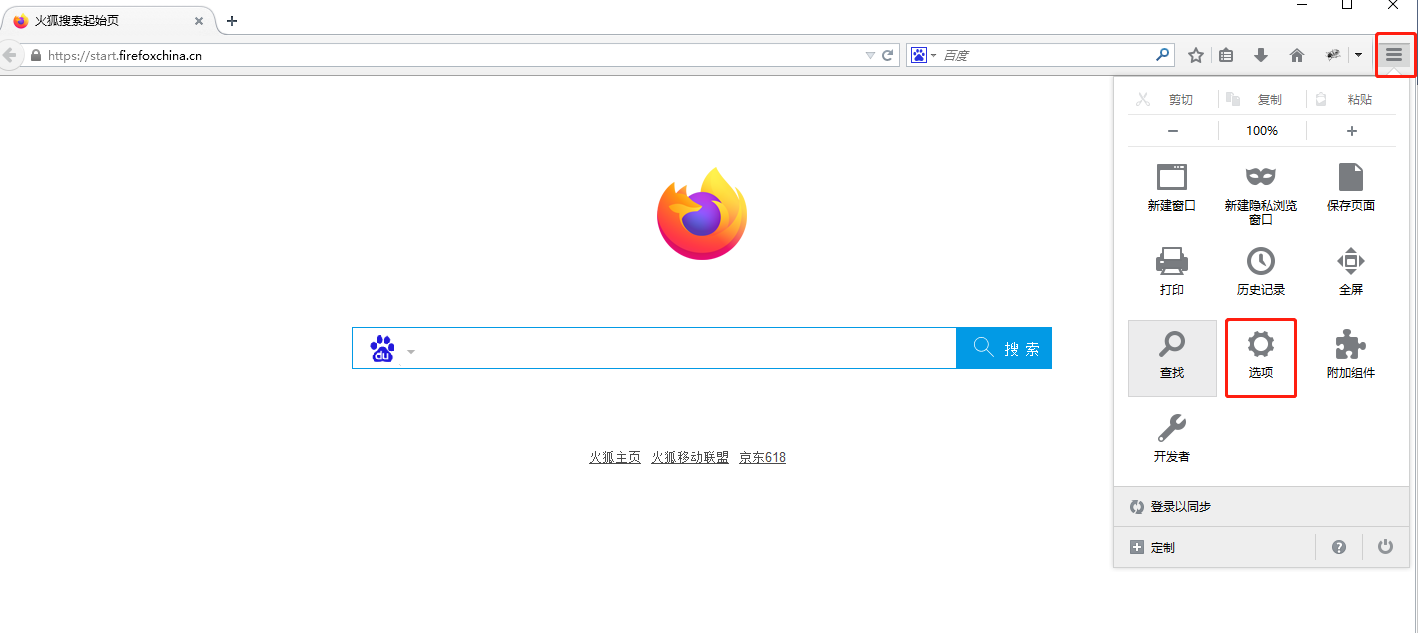 火狐搜索起始页
https://start.firefoxchina.cn
百度
剪切
复制
粘贴
100%
新建窗口
新建隐私浏览
窗口
保存页面
打印
历史记录
全屏
查找
选项
附加组件
开发者
登录以同步
定制
du
搜 索
火狐主页 火狐移动联盟 京东618